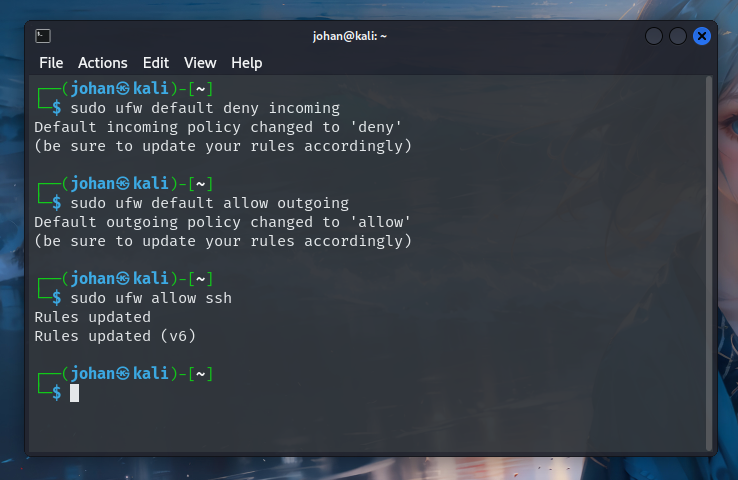 johan@kali: ~
File Actions Edit View Help
┌──(johan㉿kali)-[~]
└─$ sudo ufw default deny incoming
Default incoming policy changed to 'deny'
(be sure to update your rules accordingly)
┌──(johan㉿kali)-[~]
└─$ sudo ufw default allow outgoing
Default outgoing policy changed to 'allow'
(be sure to update your rules accordingly)
┌──(johan㉿kali)-[~]
└─$ sudo ufw allow ssh
Rules updated
Rules updated (v6)
┌──(johan㉿kali)-[~]
└─$